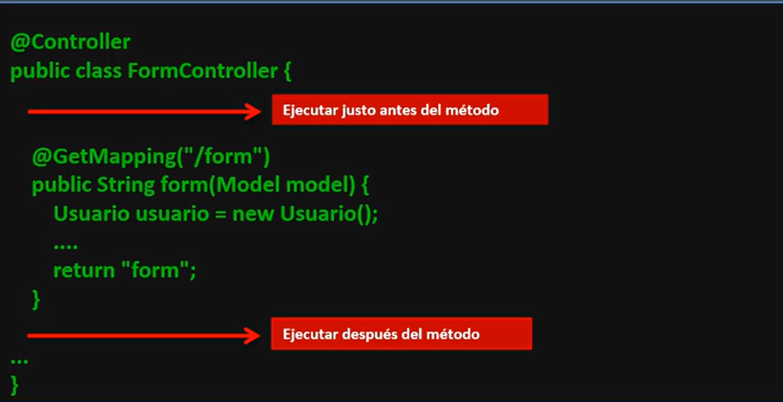 @Controller
public class FormController {
Ejecutar justo antes del método
@GetMapping("/form")
public String form(Model model) {
Usuario usuario = new Usuario();
....
return "form";
}
Ejecutar después del método
...
}